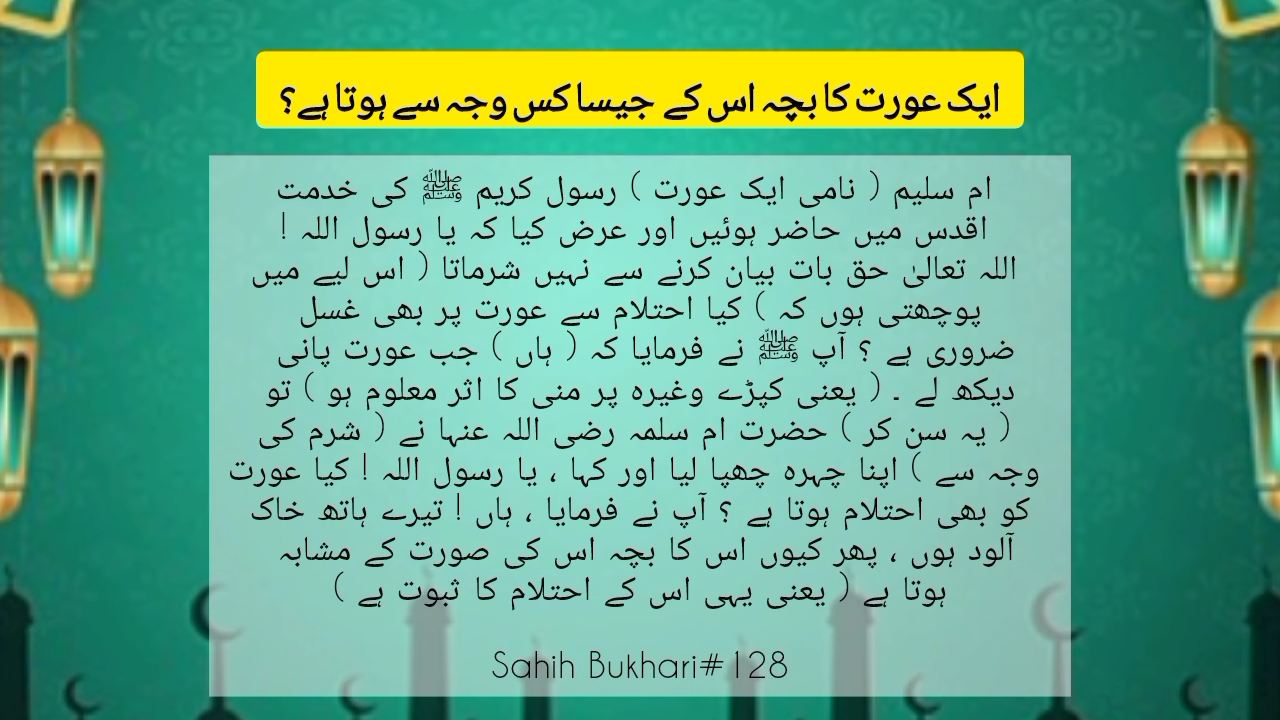 ایک عورت کا بچہ اس کے جیسا کس وجہ سے ہوتا ہے؟
ام سلیم ( نامی ایک عورت ) رسول کریم ﷺ کی خدمت
اقدس میں حاضر ہوئیں اور عرض کیا کہ یا رسول اللہ !
اللہ تعالیٰ حق بات بیان کرنے سے نہیں شرماتا ( اس لیے میں
پوچھتی ہوں کہ ) کیا احتلام سے عورت پر بھی غسل
ضروری ہے ؟ آپ ﷺ نے فرمایا کہ ( ہاں ) جب عورت پانی
دیکھ لے ۔ ( یعنی کپڑے وغیرہ پر منی کا اثر معلوم ہو ) تو
( یہ سن کر ) حضرت ام سلمہ رضی اللہ عنہا نے ( شرم کی
وجہ سے ) اپنا چہرہ چھپا لیا اور کہا ، یا رسول اللہ ! کیا عورت
کو بھی احتلام ہوتا ہے ؟ آپ نے فرمایا ، ہاں ! تیرے ہاتھ خاک
آلود ہوں ، پھر کیوں اس کا بچہ اس کی صورت کے مشابہ
ہوتا ہے ( یعنی یہی اس کے احتلام کا ثبوت ہے )
Sahih Bukhari#128